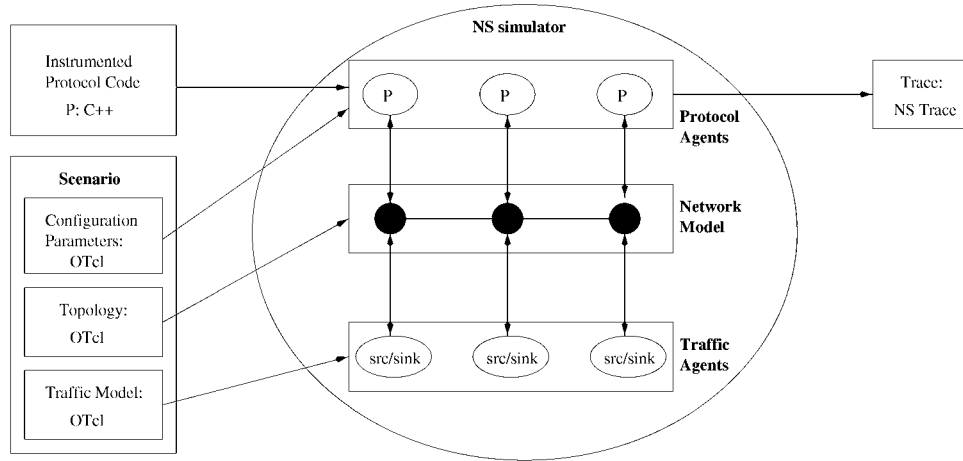 NS simulator
Instrumented
Protocol Code
P: C++
P
P
P
Protocol
Agents
Trace:
NS Trace
Scenario
Configuration
Parameters:
OTcl
Topology:
OTcl
Traffic Model:
OTcl
Network
Model
src/sink
src/sink
src/sink
Traffic
Agents